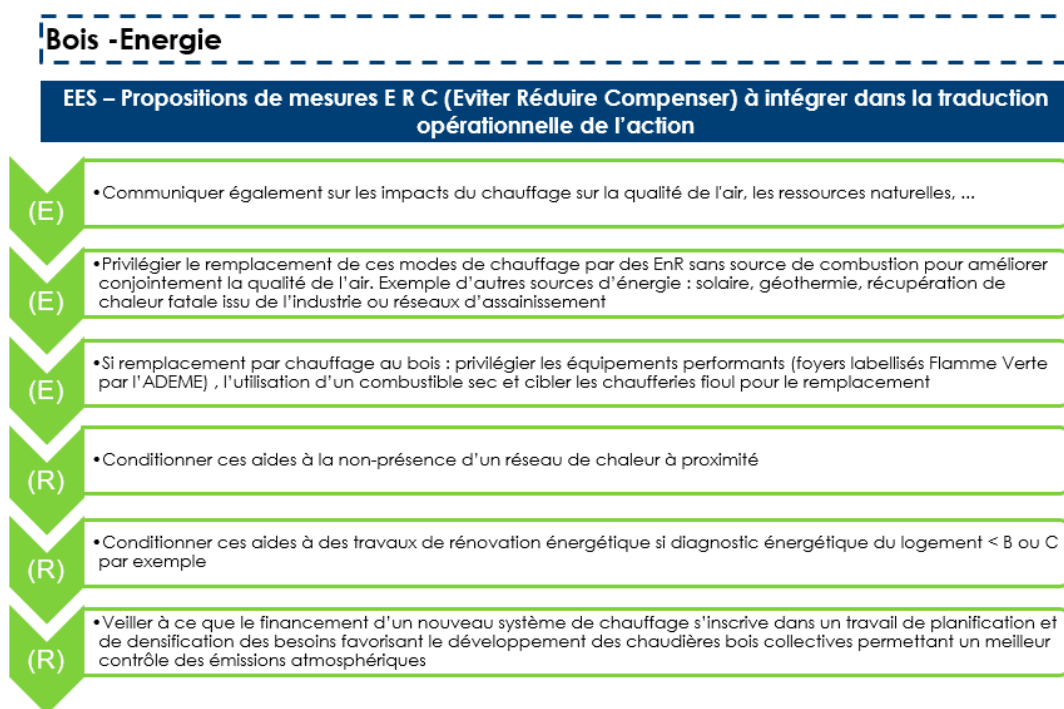 Bois -Energie
EES – Propositions de mesures E R C (Eviter Réduire Compenser) à intégrer dans la traduction
opérationnelle de l'action
(E)
•Communiquer également sur les impacts du chauffage sur la qualité de l'air, les ressources naturelles, ...
(E)
•Privilégier le remplacement de ces modes de chauffage par des EnR sans source de combustion pour améliorer
conjointement la qualité de l'air. Exemple d'autres sources d'énergie : solaire, géothermie, récupération de
chaleur fatale issu de l'industrie ou réseaux d'assainissement
(E)
•Si remplacement par chauffage au bois : privilégier les équipements performants (foyers labellisés Flamme Verte
par l'ADEME) , l'utilisation d'un combustible sec et cibler les chaufferies fioul pour le remplacement
(R)
•Conditionner ces aides à la non-présence d'un réseau de chaleur à proximité
(R)
•Conditionner ces aides à des travaux de rénovation énergétique si diagnostic énergétique du logement < B ou C
par exemple
(R)
•Veiller à ce que le financement d'un nouveau système de chauffage s'inscrive dans un travail de planification et
de densification des besoins favorisant le développement des chaudières bois collectives permettant un meilleur
contrôle des émissions atmosphériques